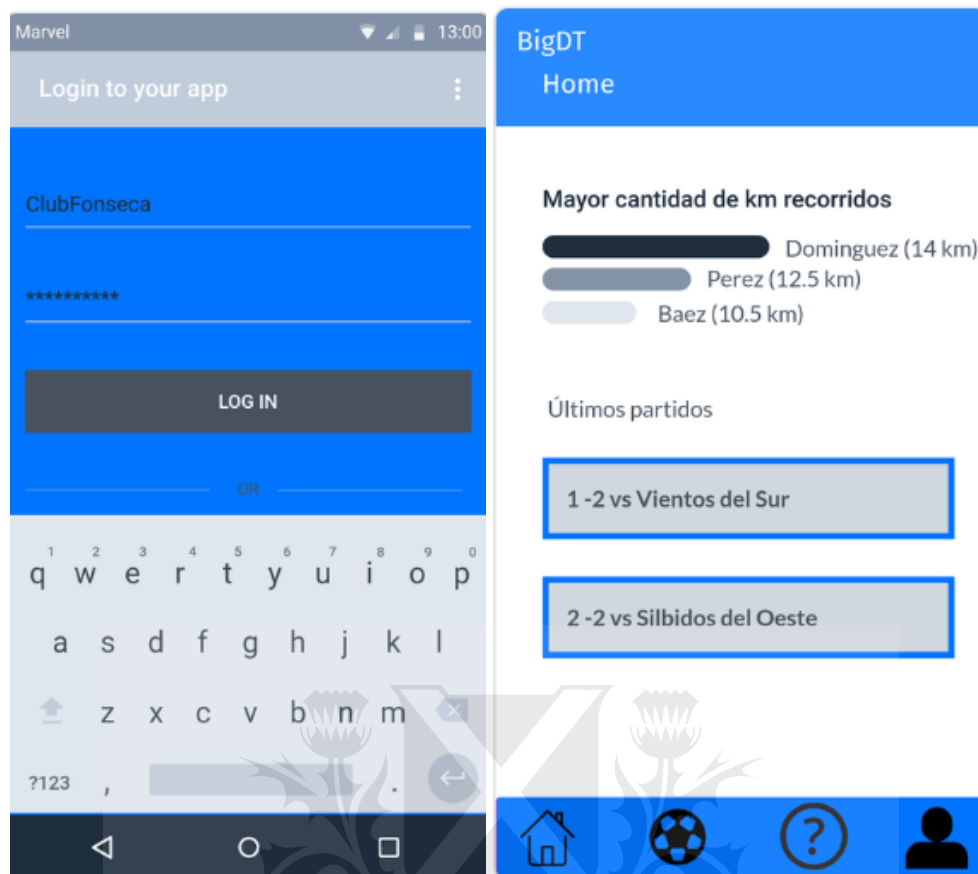 Marvel 13:00
Login to your app
ClubFonseca
**********
LOG IN
OR
1 2 3 4 5 6 7 8 9 0
q w e r t y u i o p
a s d f g h j k l
z x c v b n m
?123 , .
BigDT
Home
Mayor cantidad de km recorridos
Dominguez (14 km)
Perez (12.5 km)
Baez (10.5 km)
Últimos partidos
1 -2 vs Vientos del Sur
2 -2 vs Silbidos del Oeste
?